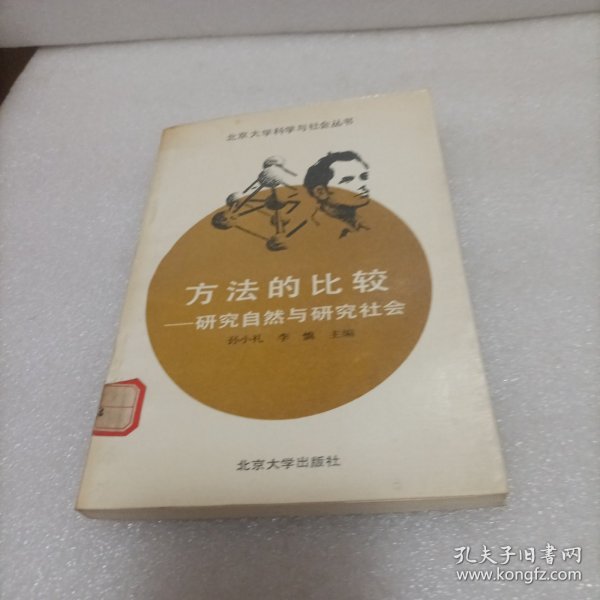 北京大学科学与社会丛书
方法的比较
——研究自然与研究社会
孙小礼 李慎 主编
北京大学出版社
孔夫子旧书网
www.kongfz.com